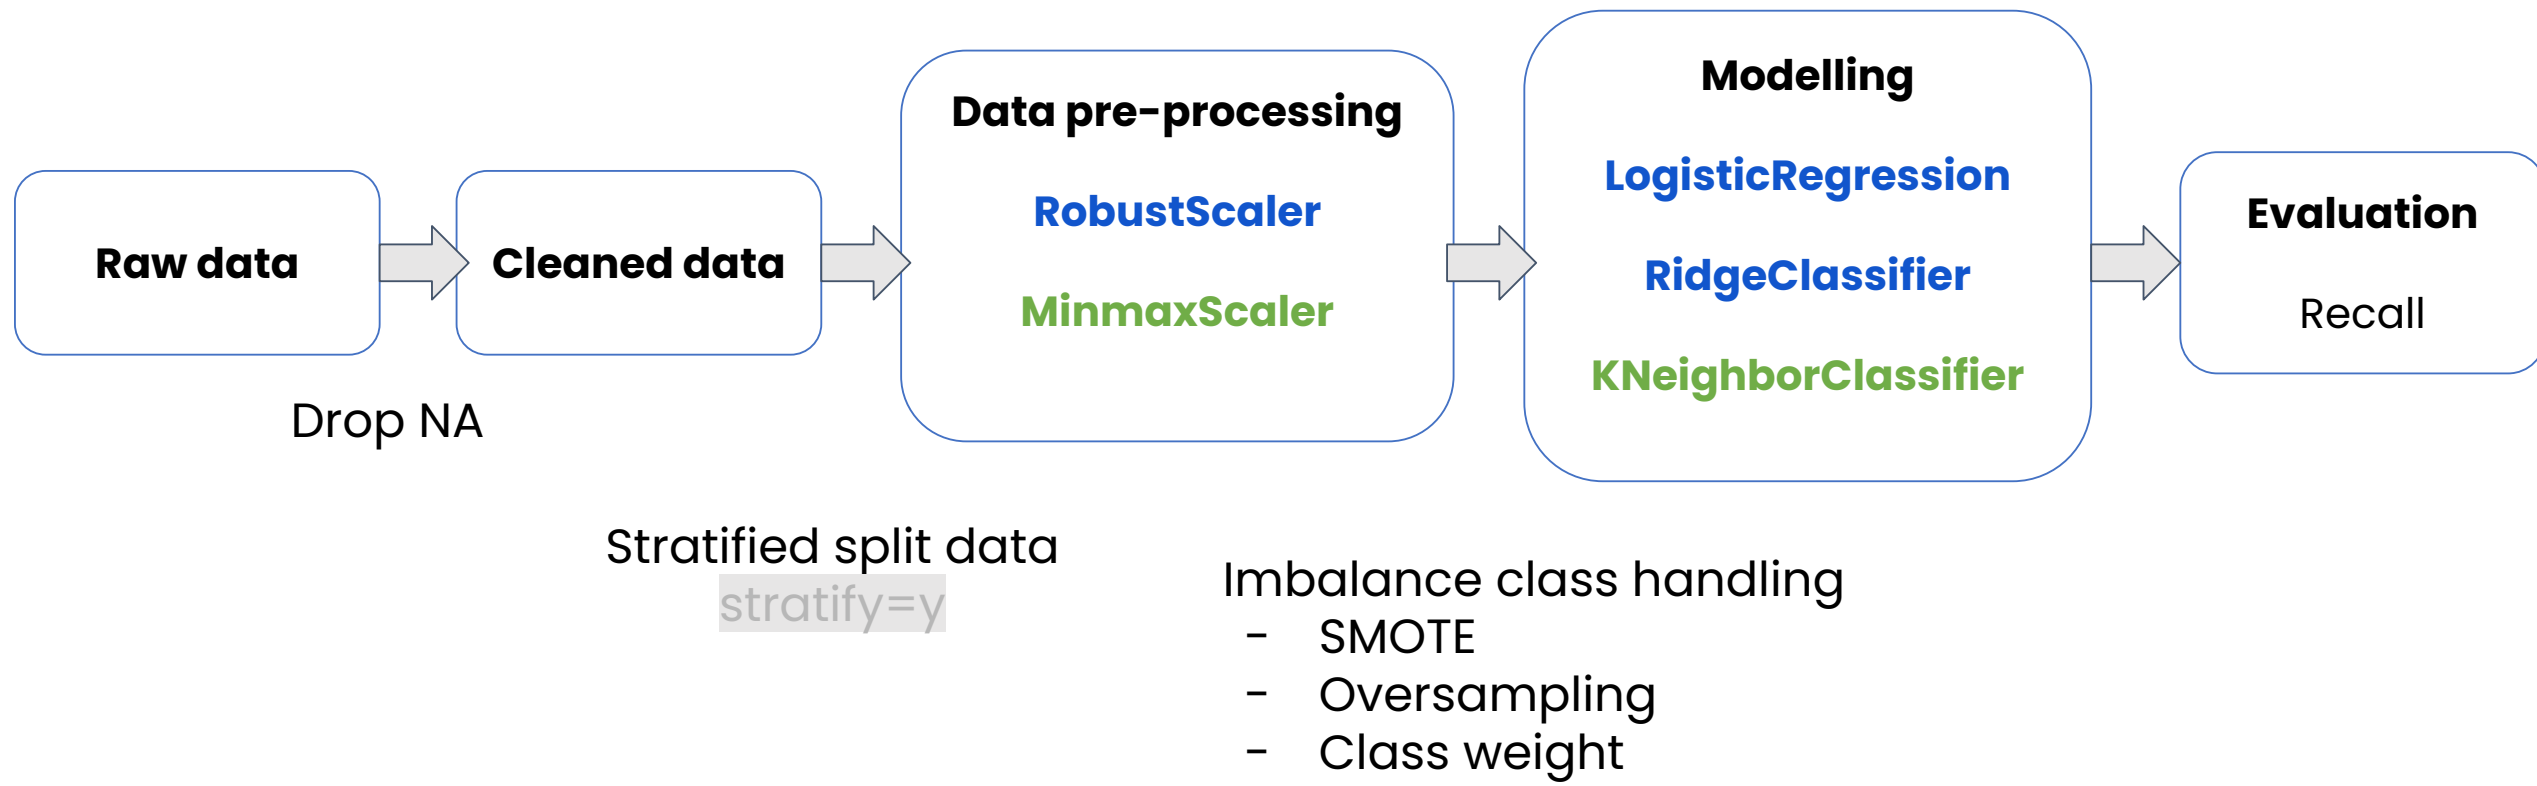 Raw data
Drop NA
Cleaned data
Stratified split data
stratify=y
Data pre-processing
RobustScaler
MinmaxScaler
Imbalance class handling
- SMOTE
- Oversampling
- Class weight
Modelling
LogisticRegression
RidgeClassifier
KNeighborClassifier
Evaluation
Recall